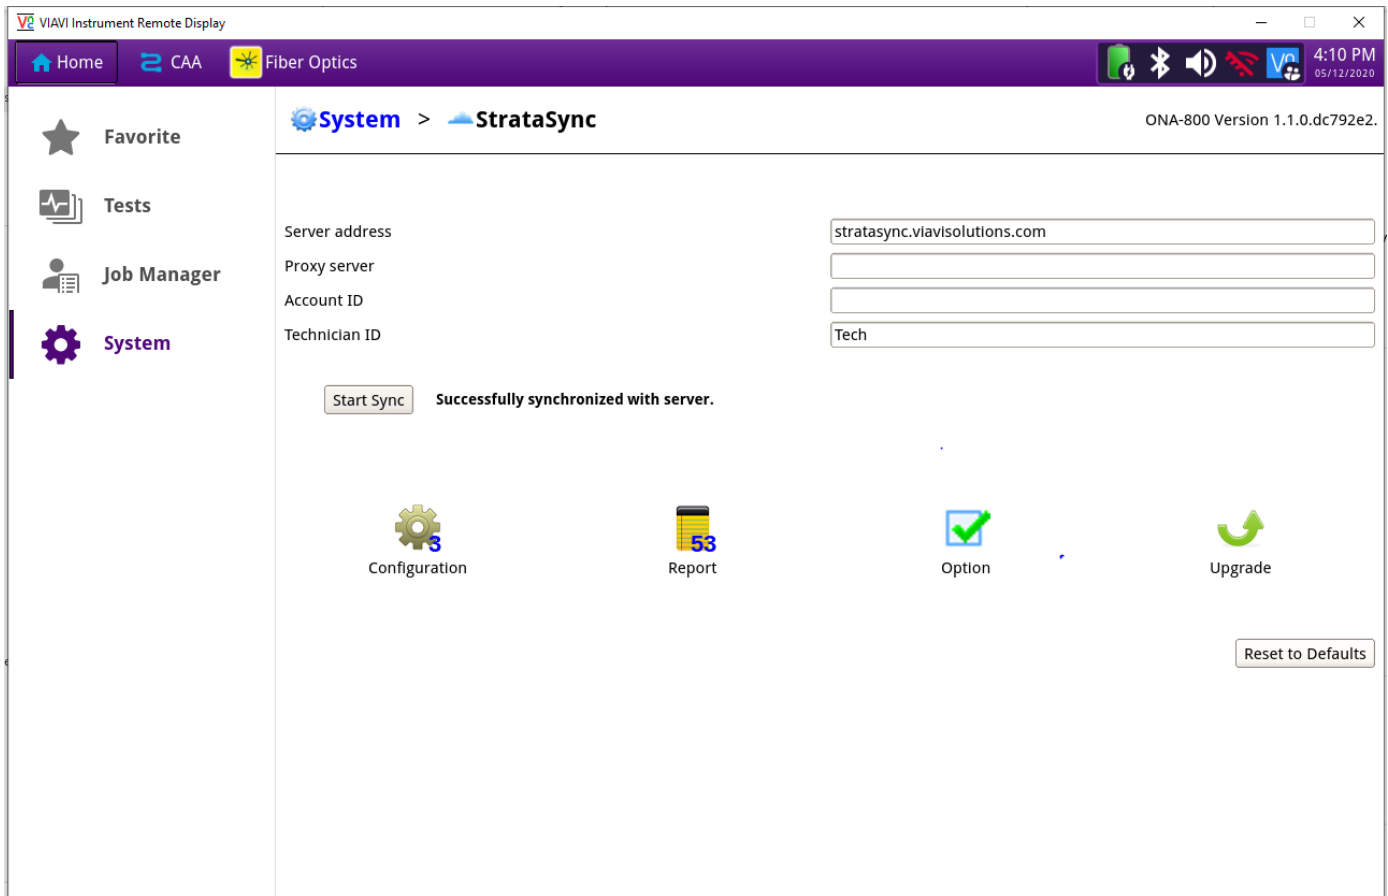 VIAVI Instrument Remote Display
Home CAA Fiber Optics 4:10 PM
05/12/2020
Favorite
Tests
Job Manager
System
System > StrataSync ONA-800 Version 1.1.0.dc792e2.
Server address stratasync.viavisolutions.com
Proxy server
Account ID
Technician ID Tech
Start Sync Successfully synchronized with server.
3 53
Configuration Report Option Upgrade
Reset to Defaults